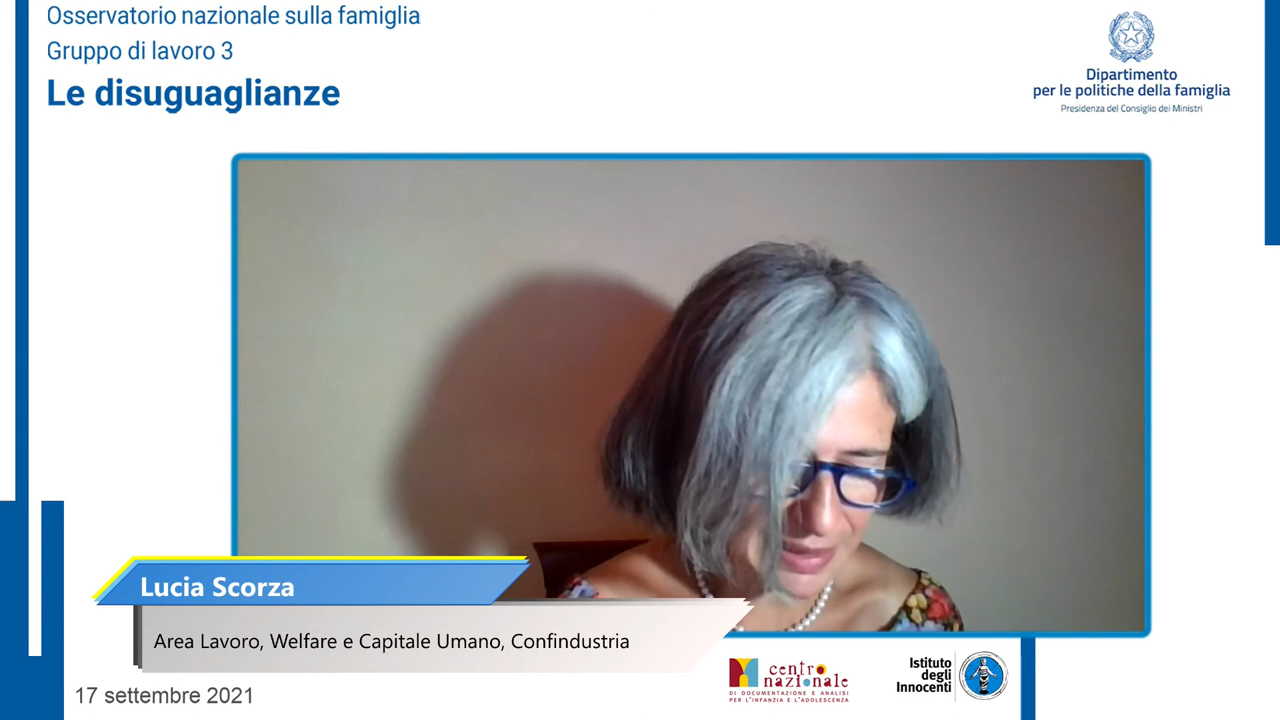 Osservatorio nazionale sulla famiglia
Gruppo di lavoro 3
Le disuguaglianze
Dipartimento
per le politiche della famiglia
Presidenza del Consiglio dei Ministri
Lucia Scorza
Area Lavoro, Welfare e Capitale Umano, Confindustria
17 settembre 2021
centro
nazionale
DI DOCUMENTAZIONE E ANALISI
PER L'INFANZIA E L'ADOLESCENZA
Istituto
degli
Innocenti